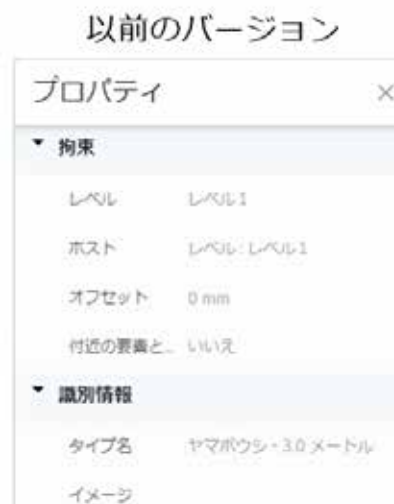 以前のバージョン
プロパティ ×
拘束
レベル レベル 1
ホスト レベル : レベル 1
オフセット 0 mm
付近の要素と... いいえ
識別情報
タイプ名 ヤマボウシ - 3.0 メートル
イメージ